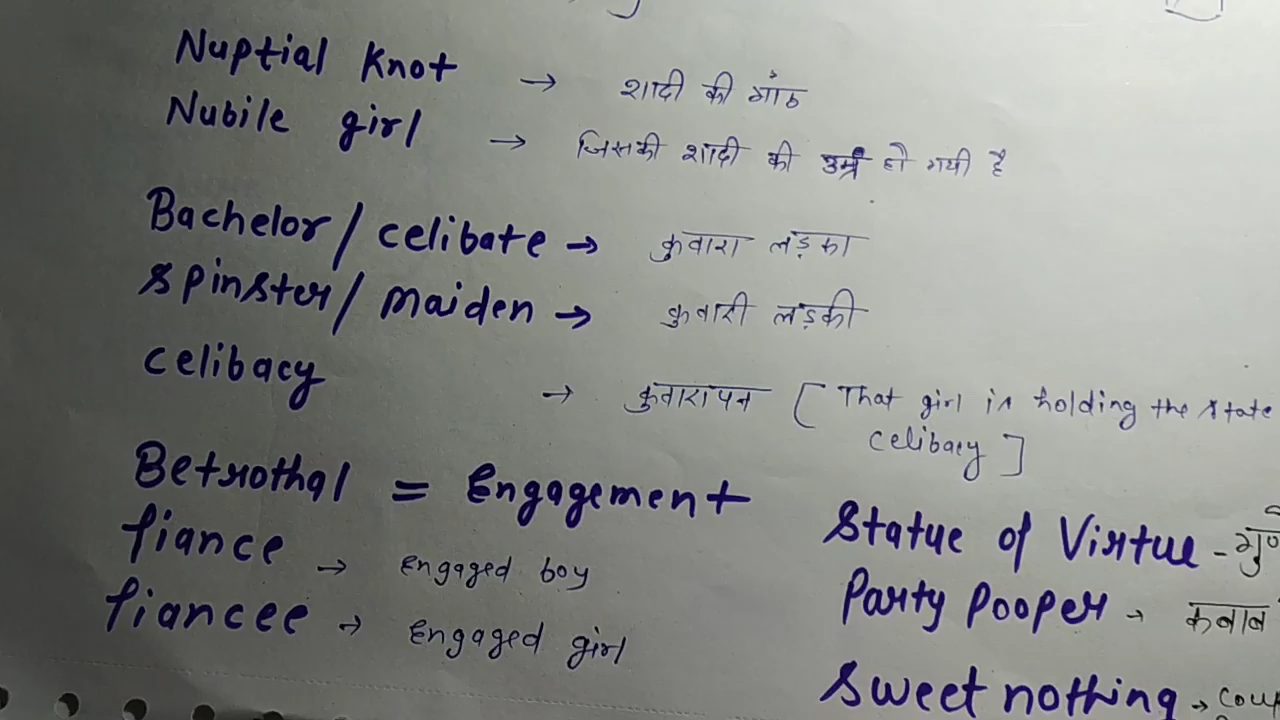 Nuptial Knot → शादी की गांठ
Nubile girl → जिसकी शादी की उम्र हो गयी है
Bachelor / celibate → कुवारा लड़का
Spinster / maiden → कुवारी लड़की
celibacy → कुवारापन [That girl is holding the state
celibacy]
Betrothal = Engagement
fiance → engaged boy
fiancee → Engaged girl
Statue of Virtue -
Party Pooper → कबाब
Sweet nothing →